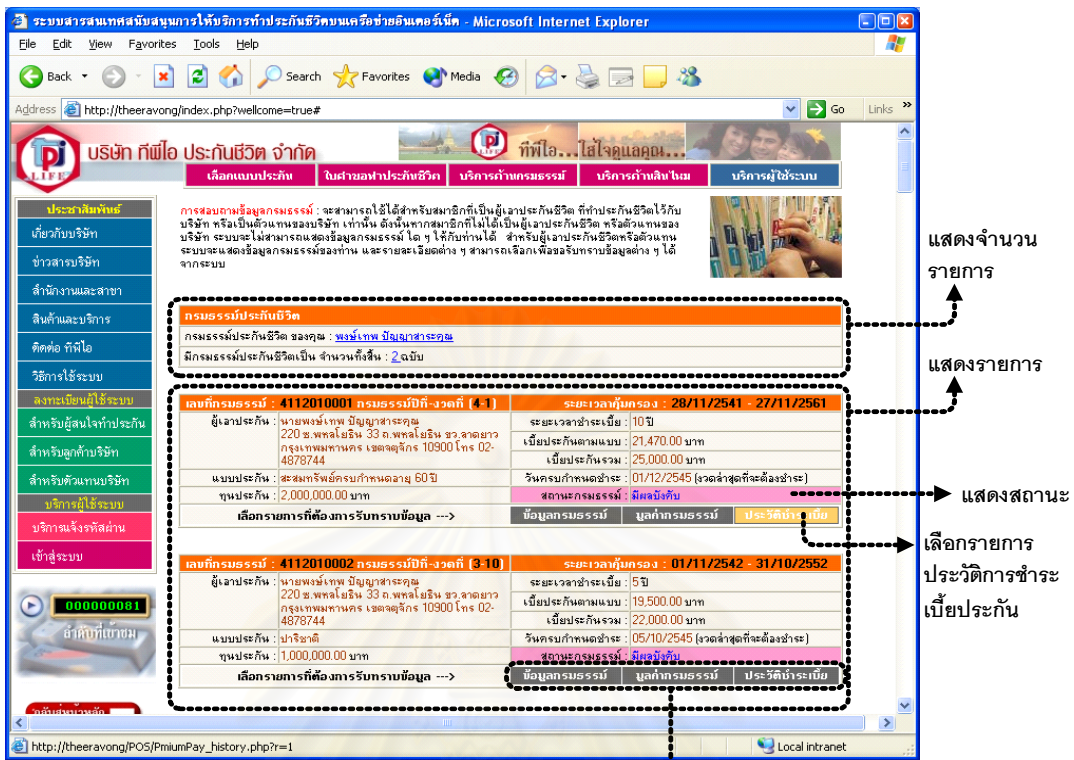 ระบบสารสนเทศสนับสนุนการให้บริการทำประกันชีวิตบนเครือข่ายอินเตอร์เน็ต - Microsoft Internet Explorer
File Edit View Favorites Tools Help
Back Search Favorites Media
Address http://theeravong/index.php?wellcome=true# Go Links »
TPI LIFE บริษัท ทีพีไอ ประกันชีวิต จำกัด
ทีพีไอ...ใส่ใจดูแลคุณ...
เลือกแบบประกัน ใบคำขอทำประกันชีวิต บริการด้านกรมธรรม์ บริการด้านสินไหม บริการผู้ใช้ระบบ
ประชาสัมพันธ์
เกี่ยวกับบริษัท
ข่าวสารบริษัท
สำนักงานและสาขา
สินค้าและบริการ
ติดต่อ ทีพีไอ
วิธีการใช้ระบบ
ลงทะเบียนผู้ใช้ระบบ
สำหรับผู้สนใจทำประกัน
สำหรับลูกค้าบริษัท
สำหรับตัวแทนบริษัท
บริการผู้ใช้ระบบ
บริการแจ้งรหัสผ่าน
เข้าสู่ระบบ
000000081
ลำดับที่เข้าชม
กลับสู่หน้าหลัก
การสอบถามข้อมูลกรมธรรม์ : จะสามารถใช้ได้สำหรับสมาชิกที่เป็นผู้เอาประกันชีวิต ที่ทำประกันชีวิตไว้กับ
บริษัท หรือเป็นตัวแทนของบริษัท เท่านั้น ดังนั้นหากสมาชิกที่ไม่ได้เป็นผู้เอาประกันชีวิต หรือตัวแทนของ
บริษัท ระบบจะไม่สามารถแสดงข้อมูลกรมธรรม์ ใด ๆ ให้กับท่านได้ สำหรับผู้เอาประกันชีวิตหรือตัวแทน
ระบบจะแสดงข้อมูลกรมธรรม์ของท่าน และรายละเอียดต่าง ๆ สามารถเลือกเพื่อขอรับทราบข้อมูลต่าง ๆ ได้
จากระบบ
กรมธรรม์ประกันชีวิต
กรมธรรม์ประกันชีวิต ของคุณ : พงษ์เทพ ปัญญาสาระคุณ
มีกรมธรรม์ประกันชีวิตเป็น จำนวนทั้งสิ้น : 2 ฉบับ
เลขที่กรมธรรม์ : 4112010001 กรมธรรม์ปีที่-งวดที่ (4-1) ระยะเวลาคุ้มกรอง : 28/11/2541 - 27/11/2561
ผู้เอาประกัน : นายพงษ์เทพ ปัญญาสาระคุณ
220 ซ.พหลโยธิน 33 ถ.พหลโยธิน ขว.ลาดยาว
กรุงเทพมหานคร เขตจตุจักร 10900 โทร 02-
4878744
ระยะเวลาชำระเบี้ย : 10 ปี
เบี้ยประกันตามแบบ : 21,470.00 บาท
เบี้ยประกันรวม : 25,000.00 บาท
แบบประกัน : สะสมทรัพย์ครบกำหนดอายุ 60 ปี วันครบกำหนดชำระ : 01/12/2545 (งวดล่าสุดที่จะต้องชำระ)
ทุนประกัน : 2,000,000.00 บาท สถานะกรมธรรม์ : มีผลบังคับ
เลือกรายการที่ต้องการรับทราบข้อมูล ---> ข้อมูลกรมธรรม์ มูลค่ากรมธรรม์ ประวัติชำระเบี้ย
เลขที่กรมธรรม์ : 4112010002 กรมธรรม์ปีที่-งวดที่ (3-10) ระยะเวลาคุ้มกรอง : 01/11/2542 - 31/10/2552
ผู้เอาประกัน : นายพงษ์เทพ ปัญญาสาระคุณ
220 ซ.พหลโยธิน 33 ถ.พหลโยธิน ขว.ลาดยาว
กรุงเทพมหานคร เขตจตุจักร 10900 โทร 02-
4878744
ระยะเวลาชำระเบี้ย : 5 ปี
เบี้ยประกันตามแบบ : 19,500.00 บาท
เบี้ยประกันรวม : 22,000.00 บาท
แบบประกัน : ปาริชาติ วันครบกำหนดชำระ : 05/10/2545 (งวดล่าสุดที่จะต้องชำระ)
ทุนประกัน : 1,000,000.00 บาท สถานะกรมธรรม์ : มีผลบังคับ
เลือกรายการที่ต้องการรับทราบข้อมูล ---> ข้อมูลกรมธรรม์ มูลค่ากรมธรรม์ ประวัติชำระเบี้ย
http://theeravong/POS/PmiumPay_history.php?r=1 Local intranet
แสดงจำนวน
รายการ
แสดงรายการ
แสดงสถานะ
เลือกรายการ
ประวัติการชำระ
เบี้ยประกัน